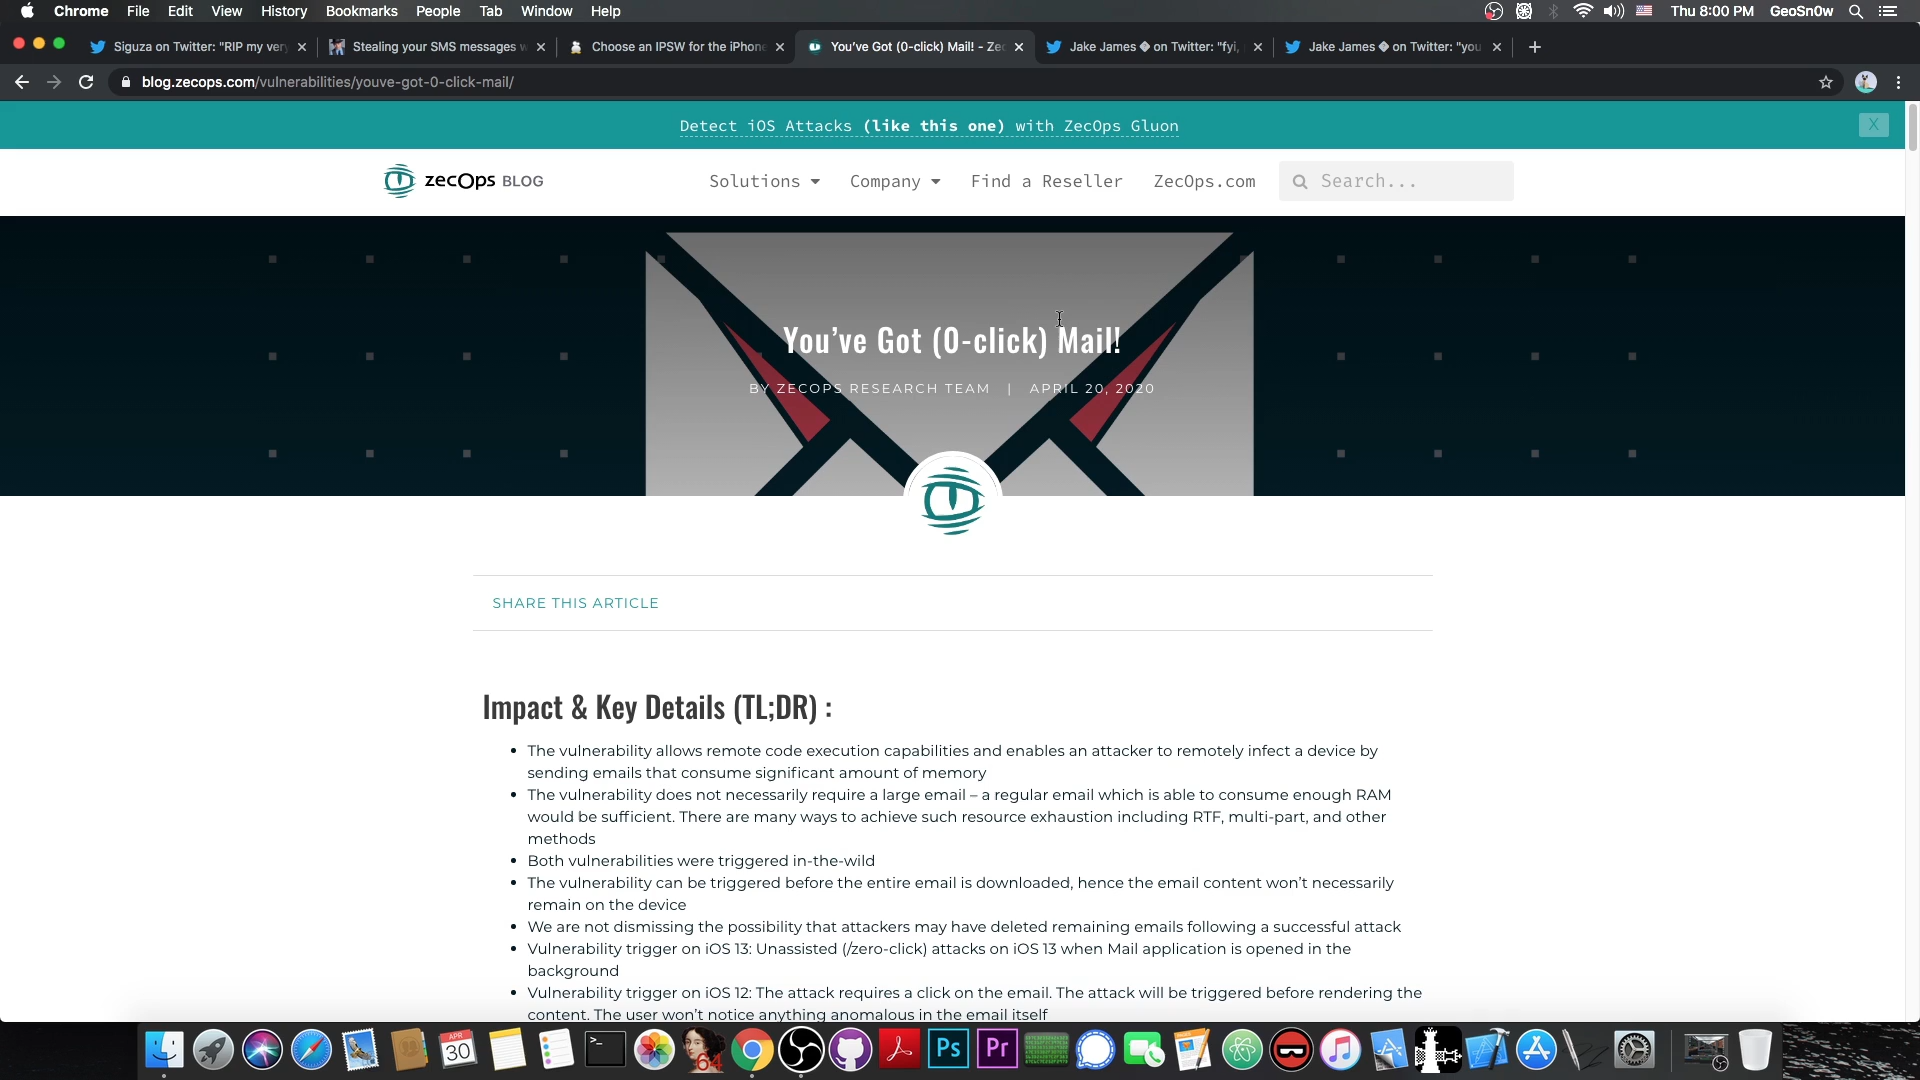 Chrome File Edit View History Bookmarks People Tab Window Help Thu 8:00 PM GeoSn0w
Siguza on Twitter: "RIP my very Stealing your SMS messages w Choose an IPSW for the iPhone You've Got (0-click) Mail! - Zec Jake James � on Twitter: "fyi, Jake James � on Twitter: "you
blog.zecops.com/vulnerabilities/youve-got-0-click-mail/
Detect iOS Attacks (like this one) with ZecOps Gluon X
zecOps BLOG Solutions Company Find a Reseller ZecOps.com Search...
You've Got (0-click) Mail!
BY ZECOPS RESEARCH TEAM | APRIL 20, 2020
SHARE THIS ARTICLE
Impact & Key Details (TL;DR) :
• The vulnerability allows remote code execution capabilities and enables an attacker to remotely infect a device by
sending emails that consume significant amount of memory
• The vulnerability does not necessarily require a large email – a regular email which is able to consume enough RAM
would be sufficient. There are many ways to achieve such resource exhaustion including RTF, multi-part, and other
methods
• Both vulnerabilities were triggered in-the-wild
• The vulnerability can be triggered before the entire email is downloaded, hence the email content won't necessarily
remain on the device
• We are not dismissing the possibility that attackers may have deleted remaining emails following a successful attack
• Vulnerability trigger on iOS 13: Unassisted (/zero-click) attacks on iOS 13 when Mail application is opened in the
background
• Vulnerability trigger on iOS 12: The attack requires a click on the email. The attack will be triggered before rendering the
content. The user won't notice anything anomalous in the email itself
APR
30 64 Ps Pr